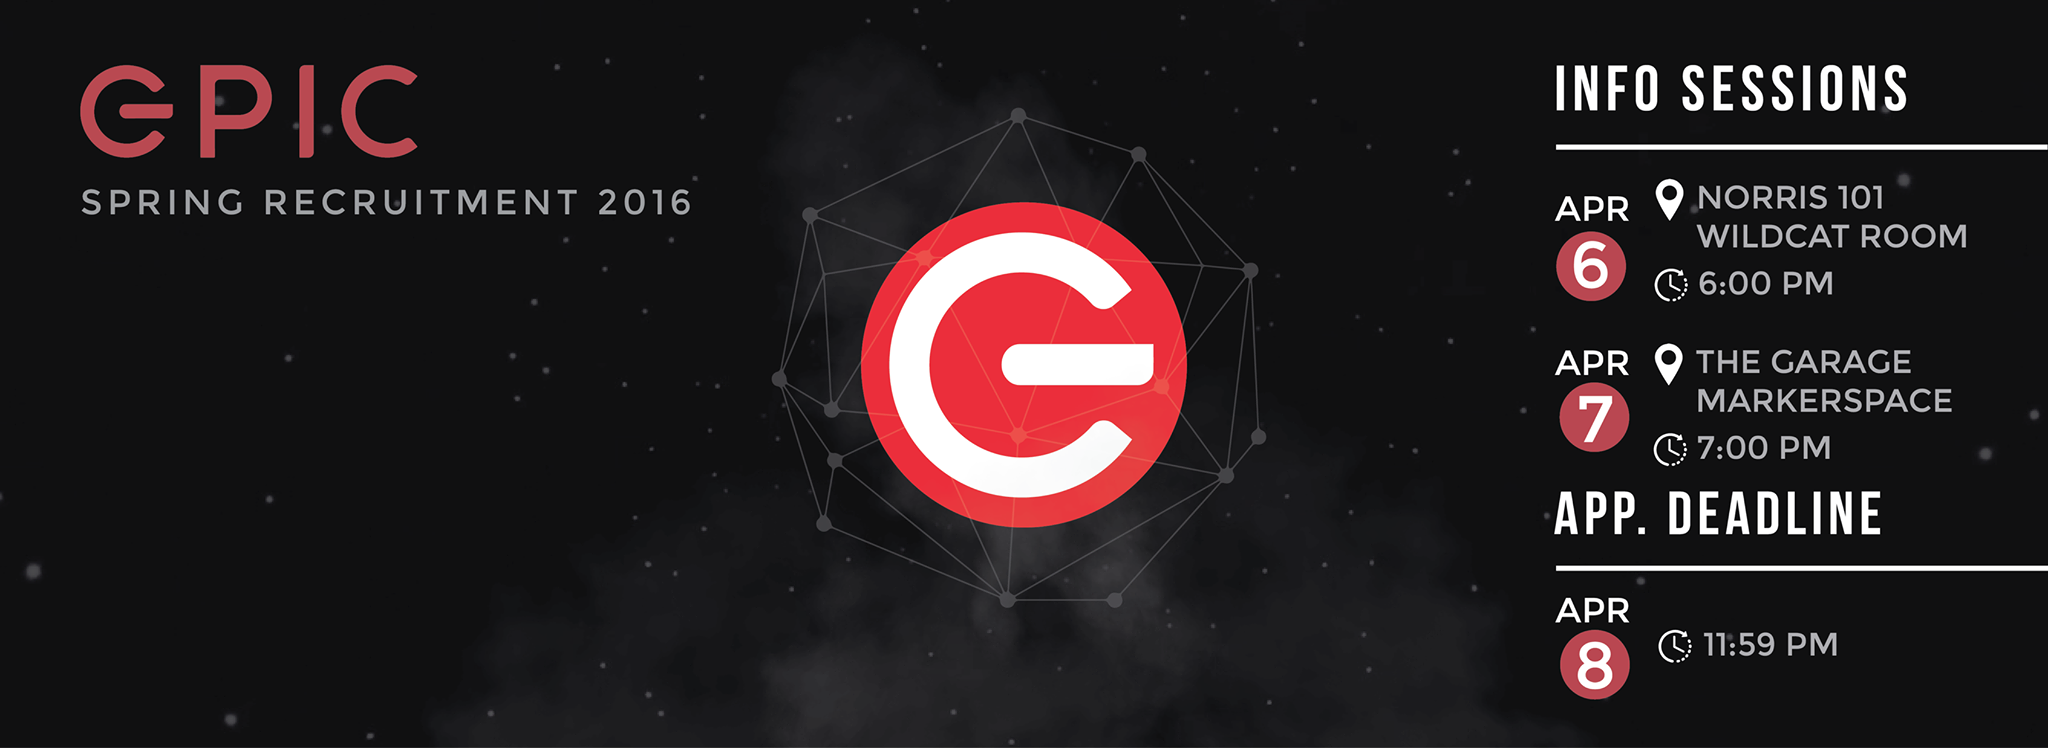 EPIC
SPRING RECRUITMENT 2016
INFO SESSIONS
APR
6
NORRIS 101
WILDCAT ROOM
6:00 PM
APR
7
THE GARAGE
MARKERSPACE
7:00 PM
APP. DEADLINE
APR
8
11:59 PM